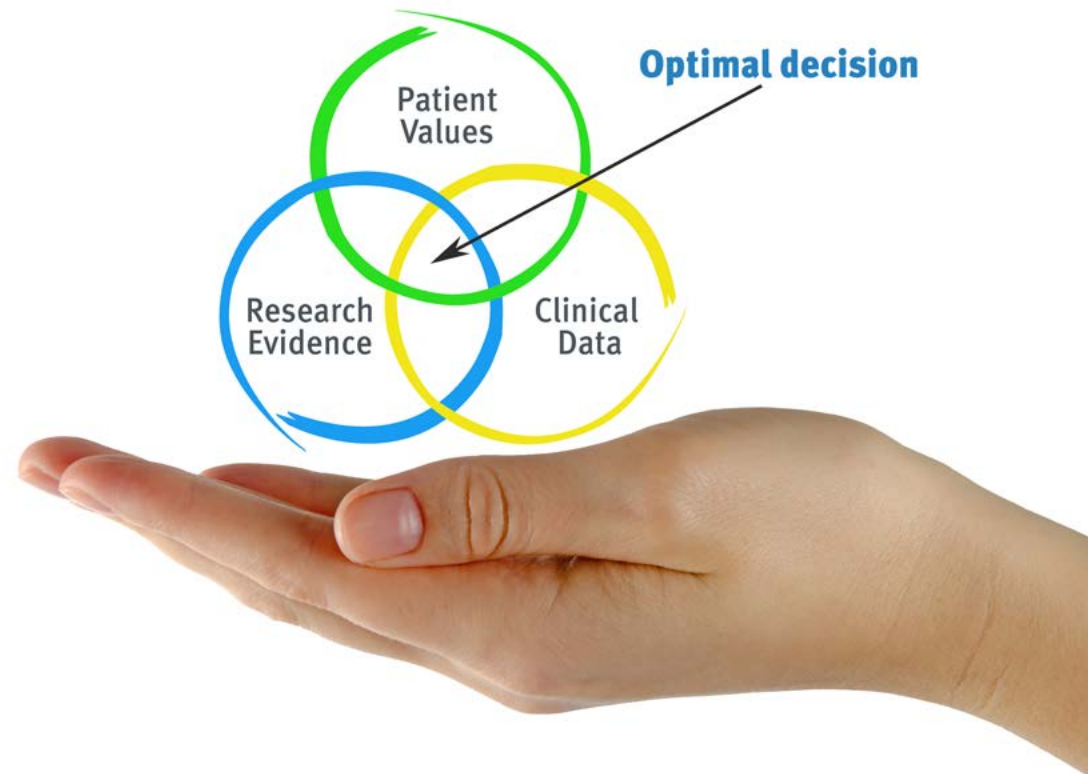 Optimal decision
Patient
Values
Research
Evidence
Clinical
Data